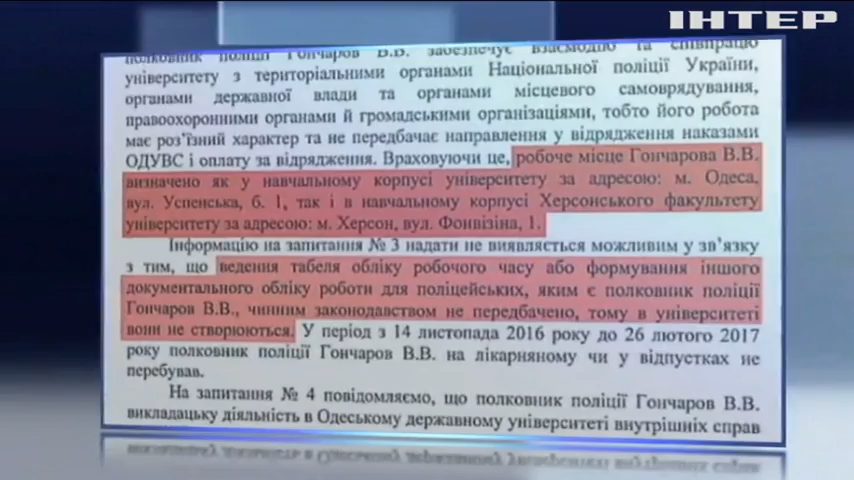 ІНТЕР
полковник поліції Гончаров В.В. забезпечує взаємодію та співпрацю
університету з територіальними органами Національної поліції України,
органами державної влади та органами місцевого самоврядування,
правоохоронними органами й громадськими організаціями, тобто його робота
має роз'їзний характер та не передбачає направлення у відрядження наказами
ОДУВС і оплату за відрядження. Враховуючи це, робоче місце Гончарова В.В.
визначено як у навчальному корпусі університету за адресою: м. Одеса,
вул. Успенська, б. 1, так і в навчальному корпусі Херсонського факультету
університету за адресою: м. Херсон, вул. Фонвізіна, 1.
Інформацію на запитання № 3 надати не виявляється можливим у зв'язку
з тим, що ведення табеля обліку робочого часу або формування іншого
документального обліку роботи для поліцейських, яким є полковник поліції
Гончаров В.В., чинним законодавством не передбачено, тому в університеті
вони не створюються. У період з 14 листопада 2016 року до 26 лютого 2017
року полковник поліції Гончаров В.В. на лікарняному чи у відпустках не
перебував.
На запитання № 4 повідомляємо, що полковник поліції Гончаров В.В.
викладацьку діяльність в Одеському державному університеті внутрішніх справ